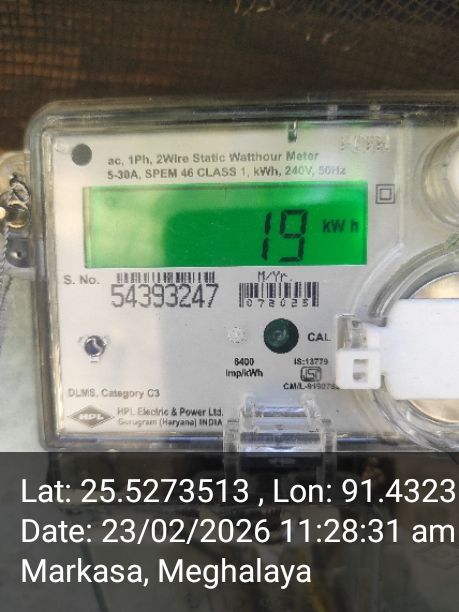 ac, 1Ph, 2Wire Static Watthour Meter
5-30A, SPEM 46 CLASS 1, kWh, 240V, 50Hz
19 kWh
S. No. 54393247
M/Yr. 072025
CAL
6400
imp/kWh
IS:13779
DLMS, Category C3
HPL
HPL Electric & Power Ltd.
Gurugram (Haryana) INDIA
Lat: 25.5273513 , Lon: 91.4323
Date: 23/02/2026 11:28:31 am
Markasa, Meghalaya